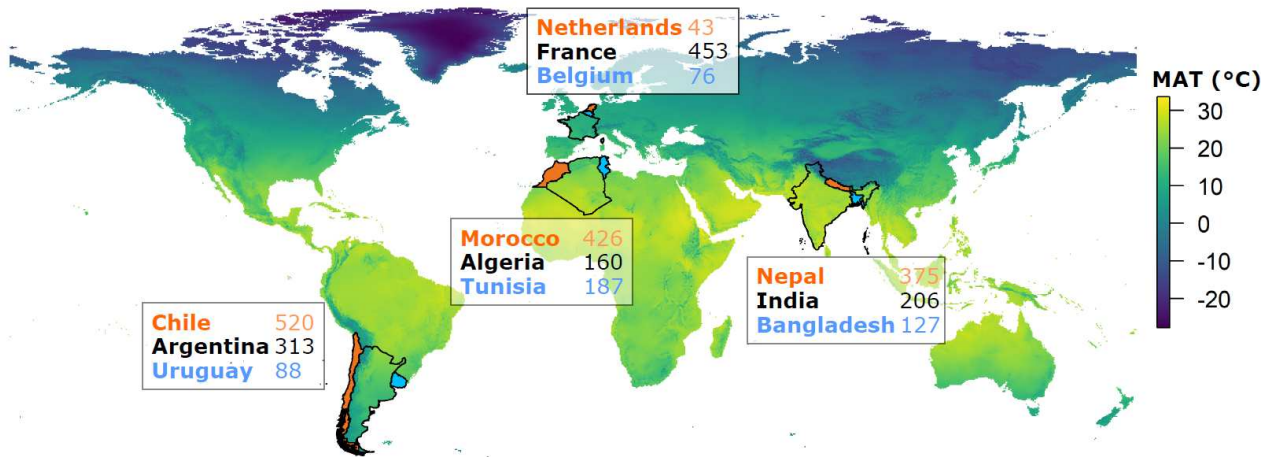 Netherlands 43
France 453
Belgium 76
MAT (°C)
30
20
10
0
-10
-20
Morocco 426
Algeria 160
Tunisia 187
Nepal 375
India 206
Bangladesh 127
Chile 520
Argentina 313
Uruguay 88